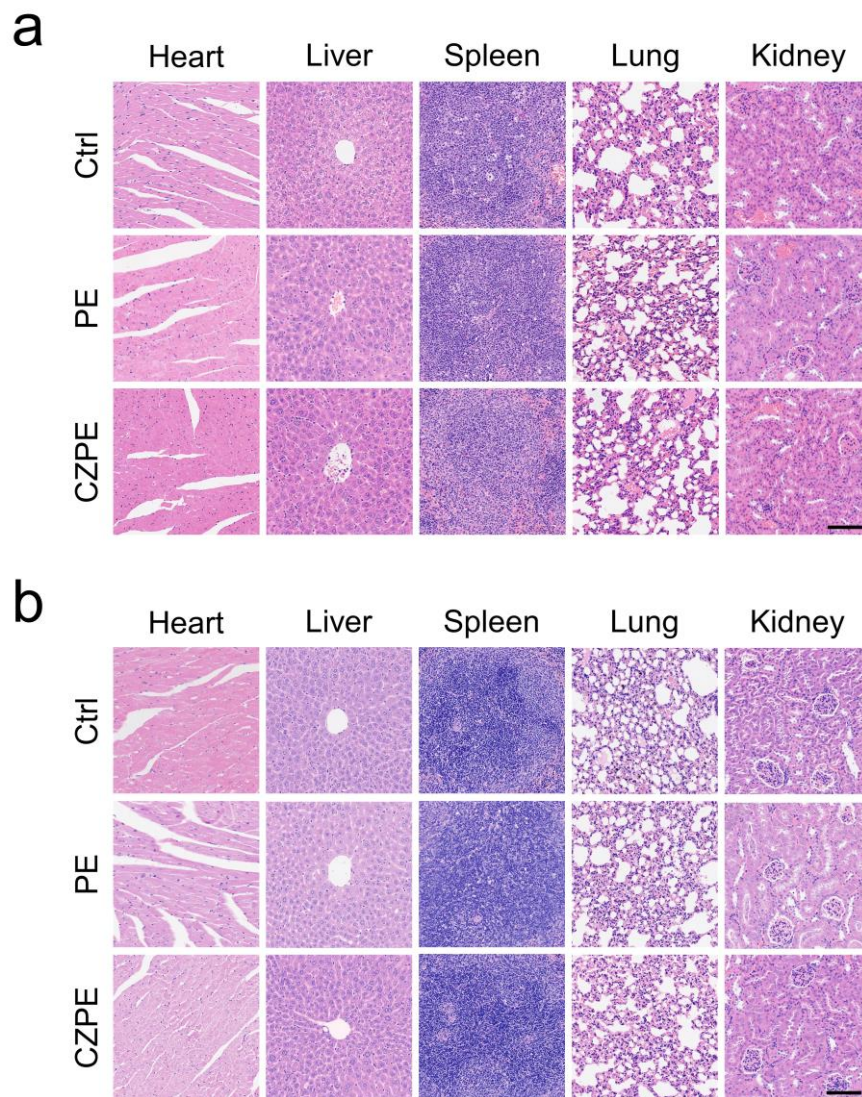 a
Heart Liver Spleen Lung Kidney
Ctrl
PE
CZPE
b
Heart Liver Spleen Lung Kidney
Ctrl
PE
CZPE